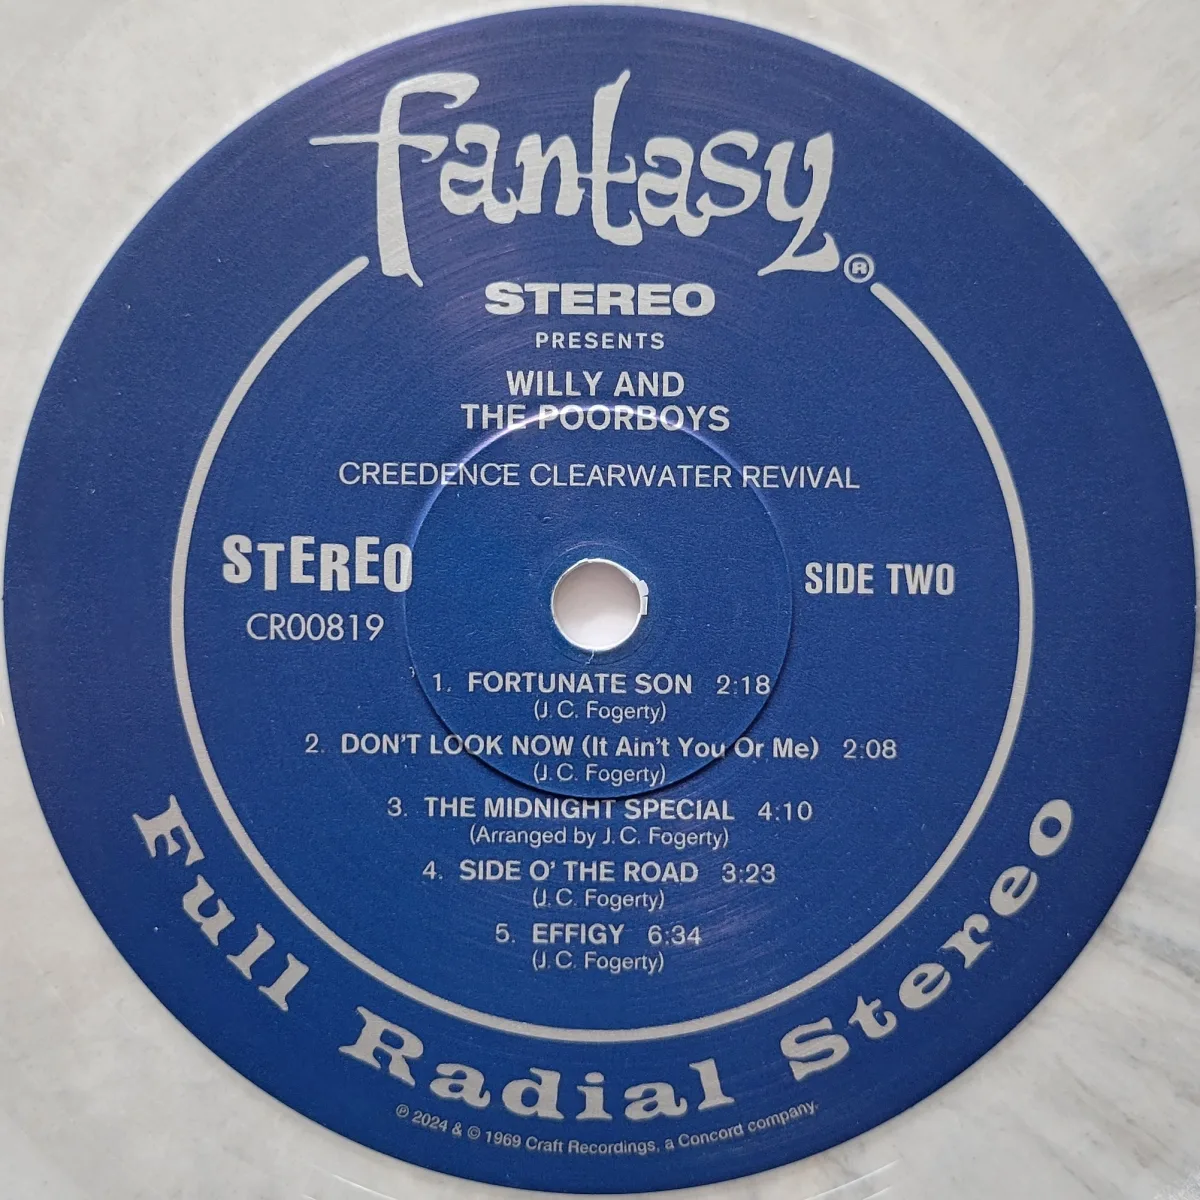 fantasy®
STEREO
PRESENTS
WILLY AND
THE POORBOYS
CREEDENCE CLEARWATER REVIVAL
STEREO
CR00819
SIDE TWO
1. FORTUNATE SON 2:18
(J. C. Fogerty)
2. DON'T LOOK NOW (It Ain't You Or Me) 2:08
(J. C. Fogerty)
3. THE MIDNIGHT SPECIAL 4:10
(Arranged by J. C. Fogerty)
4. SIDE O' THE ROAD 3:23
(J. C. Fogerty)
5. EFFIGY 6:34
(J. C. Fogerty)
Full Radial Stereo
℗ 2024 & © 1969 Craft Recordings, a Concord company.